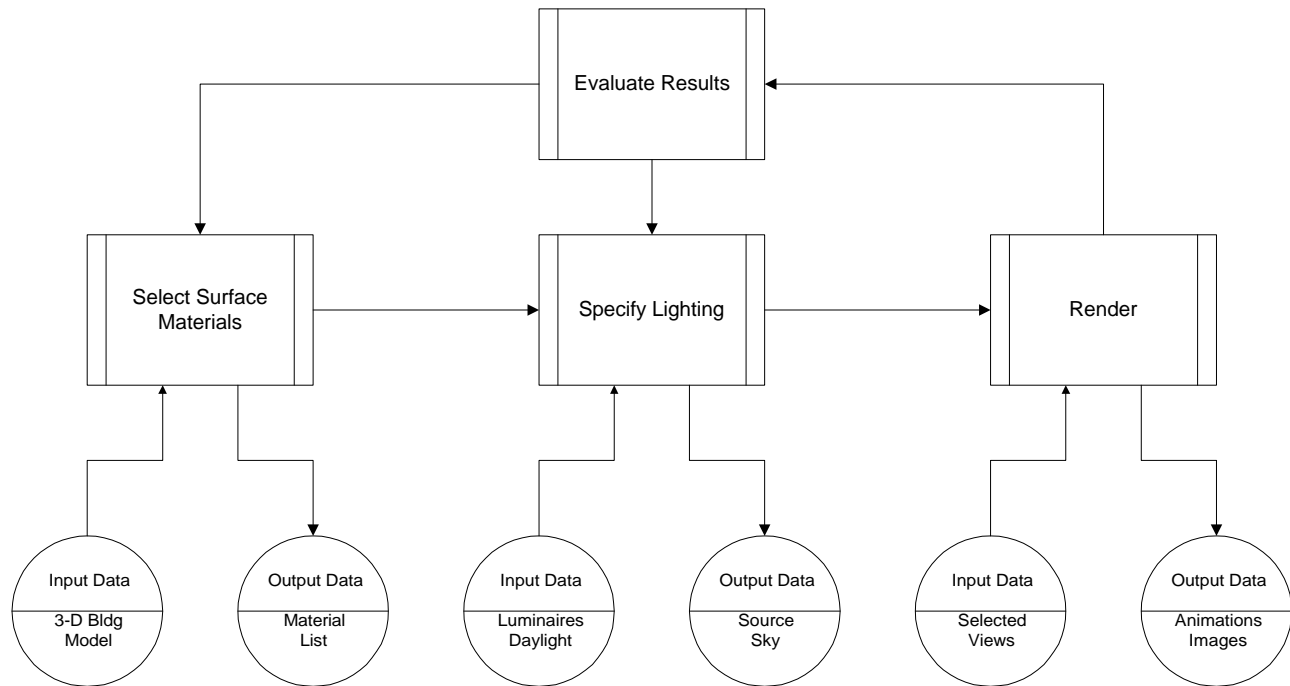 Evaluate Results
Select Surface
Materials
Specify Lighting
Render
Input Data
3-D Bldg
Model
Output Data
Material
List
Input Data
Luminaires
Daylight
Output Data
Source
Sky
Input Data
Selected
Views
Output Data
Animations
Images